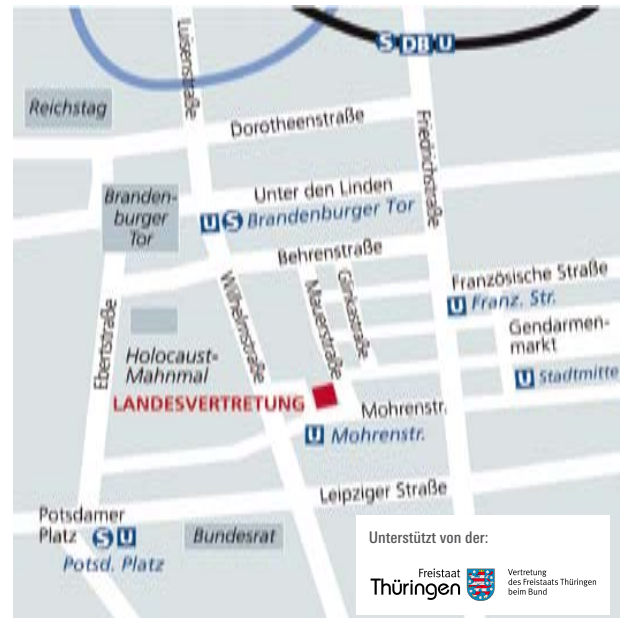 Luisenstraße
S DB U
Reichstag
Dorotheenstraße
Friedrichstraße
Branden-
burger
Tor
Unter den Linden
U S Brandenburger Tor
Behrenstraße
Französische Straße
U Franz. Str.
Wilhelmstraße
Mauerstraße
Glinkastraße
Ebertstraße
Gendarmen-
markt
Holocaust-
Mahnmal
U Stadtmitte
LANDESVERTRETUNG
Mohrenstr.
U Mohrenstr.
Leipziger Straße
Potsdamer
Platz S U
Potsd. Platz
Bundesrat
Unterstützt von der:
Freistaat
Thüringen
Vertretung
des Freistaats Thüringen
beim Bund